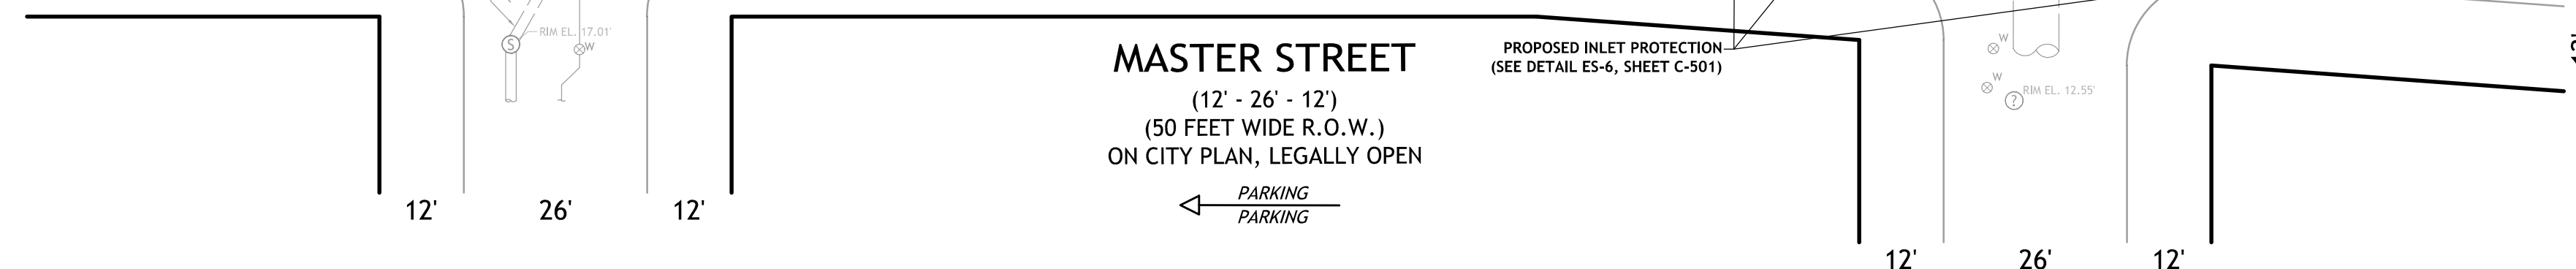 RIM EL. 17.01'
S
W
MASTER STREET
(12' - 26' - 12')
(50 FEET WIDE R.O.W.)
ON CITY PLAN, LEGALLY OPEN
PARKING
PARKING
PROPOSED INLET PROTECTION
(SEE DETAIL ES-6, SHEET C-501)
W
W
RIM EL. 12.55'
?
12'
26'
12'
12'
26'
12'